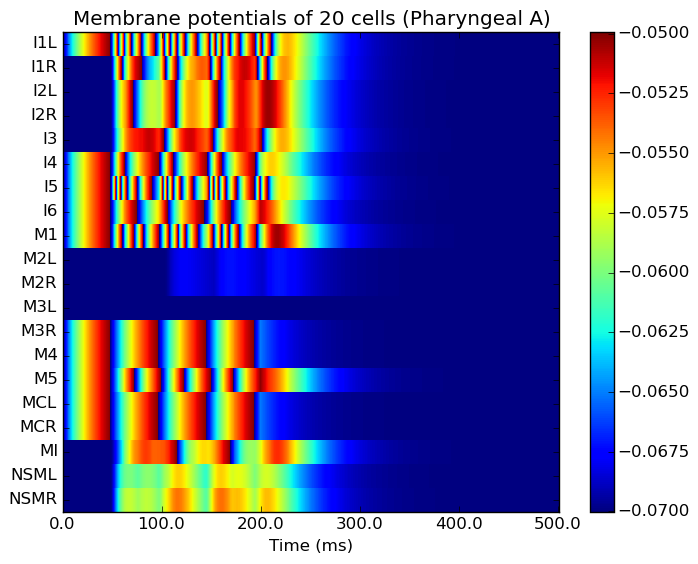 Membrane potentials of 20 cells (Pharyngeal A)
I1L
I1R
I2L
I2R
I3
I4
I5
I6
M1
M2L
M2R
M3L
M3R
M4
M5
MCL
MCR
MI
NSML
NSMR
0.0 100.0 200.0 300.0 400.0 500.0
Time (ms)
−0.0500
−0.0525
−0.0550
−0.0575
−0.0600
−0.0625
−0.0650
−0.0675
−0.0700